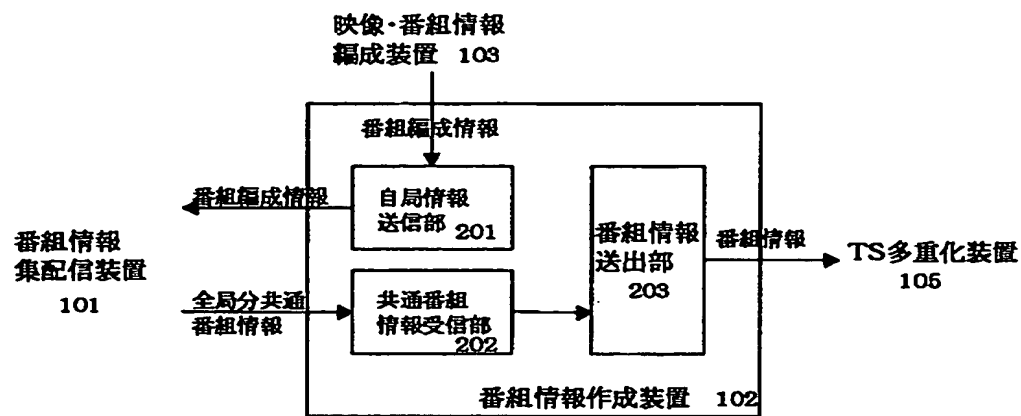 映像・番組情報
編成装置 103
番組編成情報
番組編成情報
自局情報
送信部 201
番組情報
集配信装置
101
全局分共通
番組情報
共通番組
情報受信部
202
番組情報
送出部
203
番組情報
TS多重化装置
105
番組情報作成装置 102